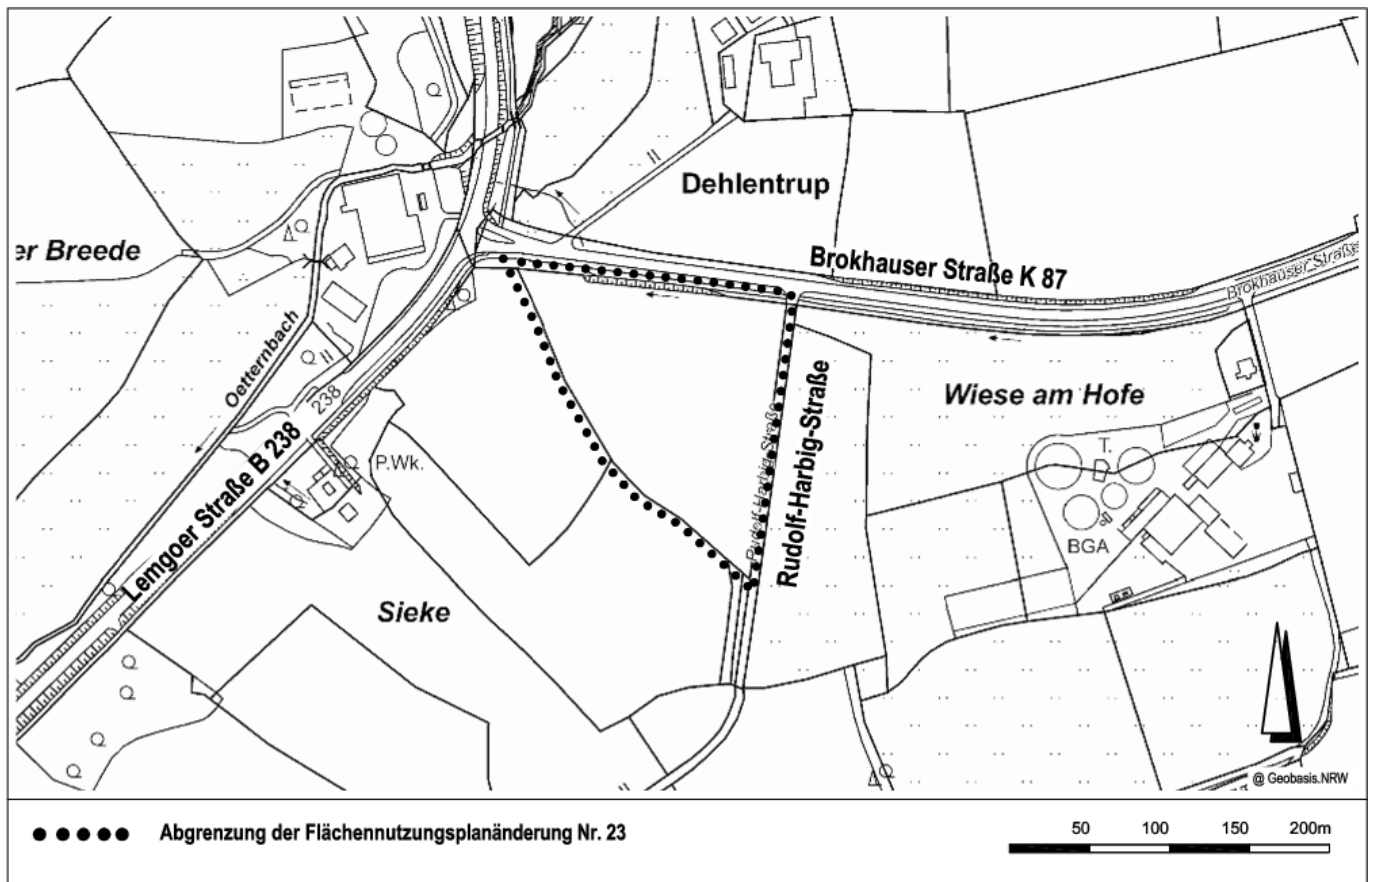 Dehlentrup
er Breede
Brokhauser Straße K 87
Brokhauser Straße
Oetternbach
238
Lemgoer Straße B 238
P.Wk.
Rudolf-Harbig-Straße
Rudolf-Harbig-Straße
Wiese am Hofe
T.
BGA
Sieke
@ Geobasis.NRW
Abgrenzung der Flächennutzungsplanänderung Nr. 23
50 100 150 200m